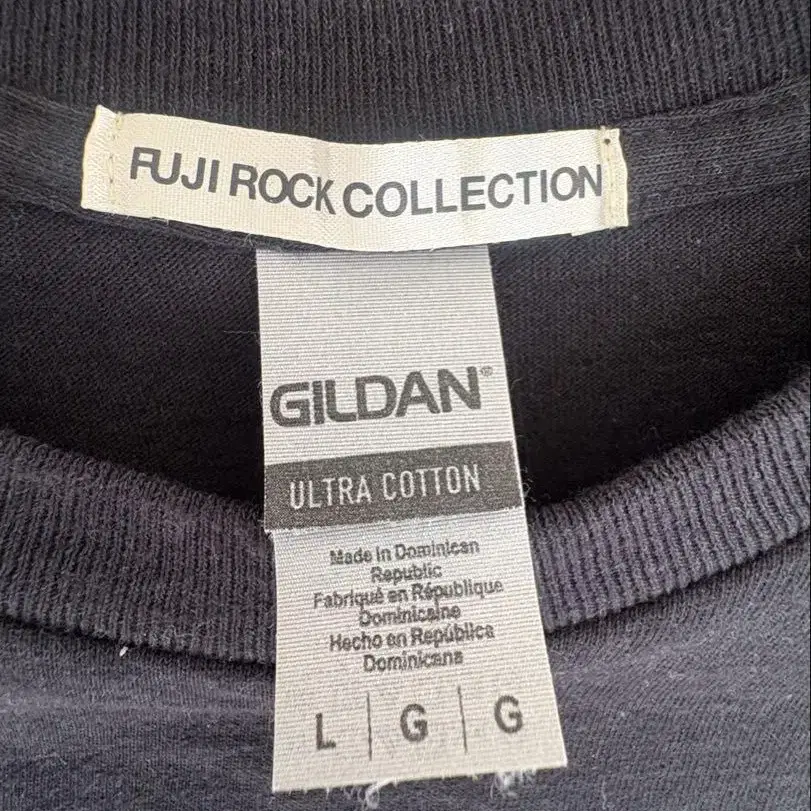 FUJI ROCK COLLECTION
GILDAN®
ULTRA COTTON
Made in Dominican
Republic
Fabriqué en République
Dominicaine
Hecho en República
Dominicana
L | G | G